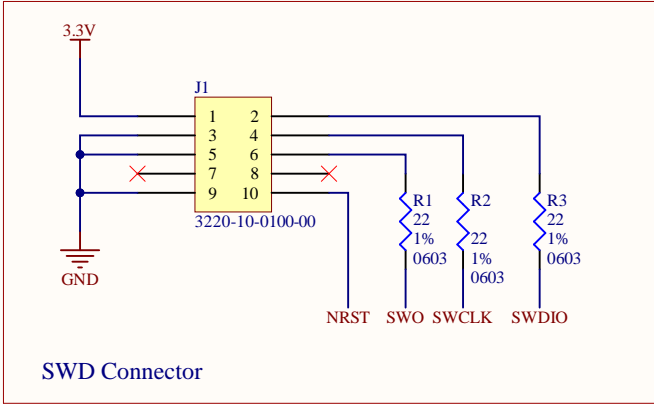 3.3V
J1
1 2
3 4
5 6
7 8
9 10
3220-10-0100-00
GND
R1
22
1%
0603
R2
22
1%
0603
R3
22
1%
0603
NRST SWO SWCLK SWDIO
SWD Connector